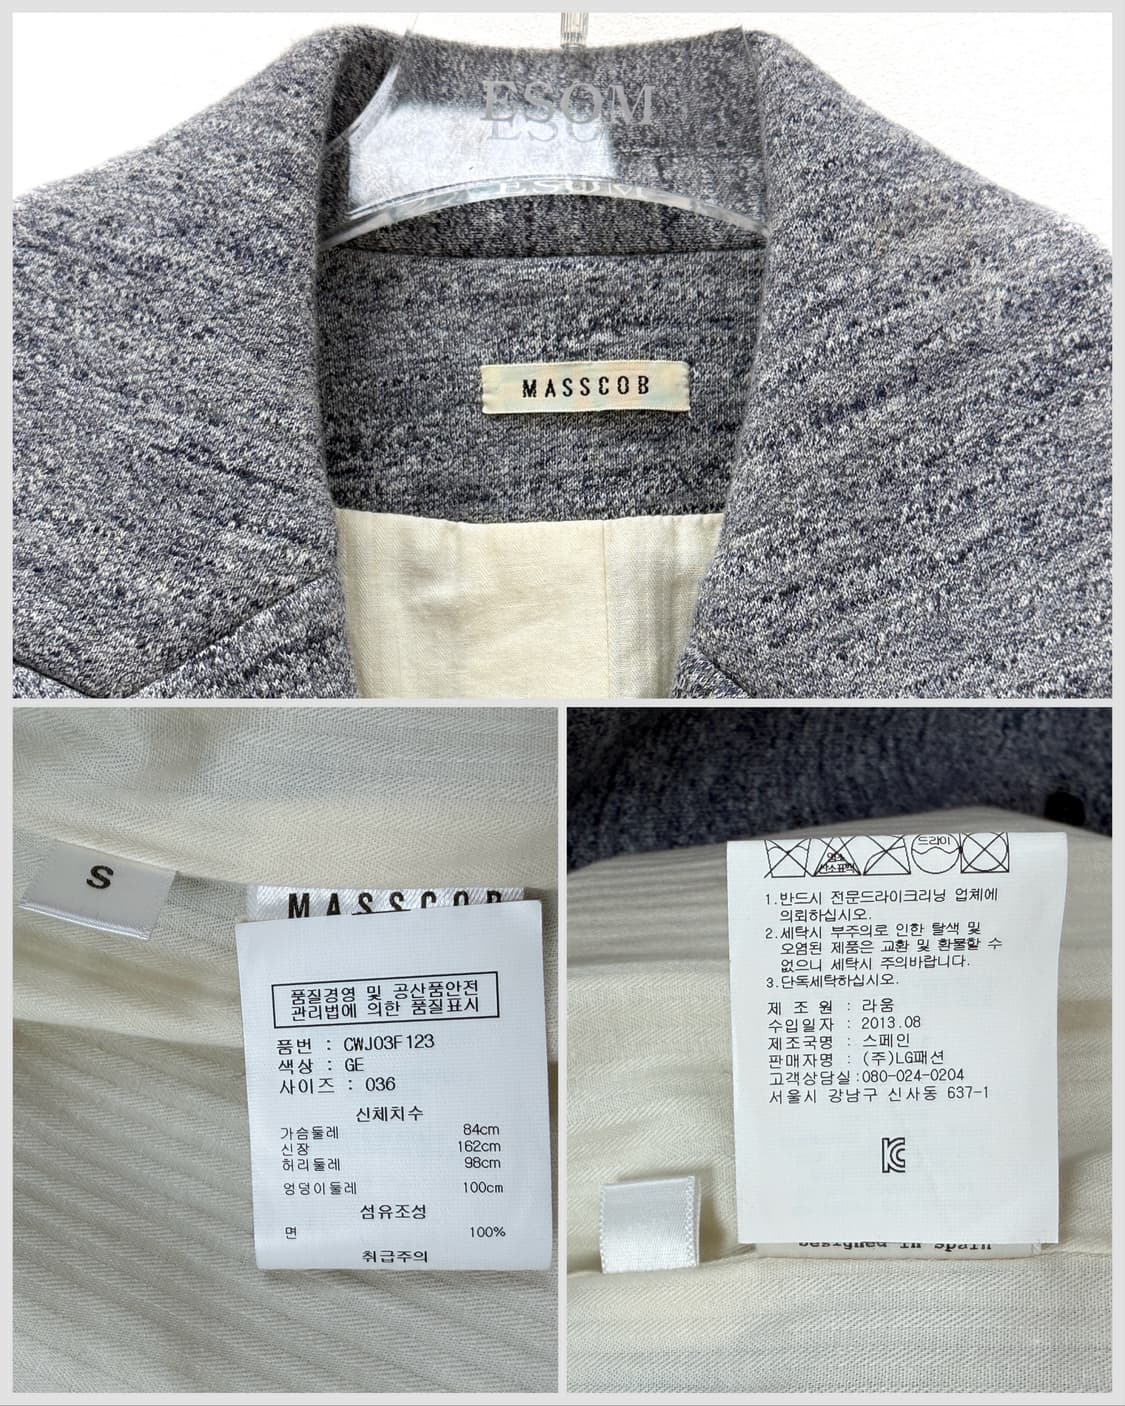 ESOM
MASSCOB
S
MASSCOB
품질경영 및 공산품안전
관리법에 의한 품질표시
품번 : CWJ03F123
색상 : GE
사이즈 : 036
신체치수
가슴둘레 84cm
신장 162cm
허리둘레 98cm
엉덩이둘레 100cm
섬유조성
면 100%
취급주의
드라이
1.반드시 전문드라이크리닝 업체에
의뢰하십시오.
2.세탁시 부주의로 인한 탈색 및
오염된 제품은 교환 및 환불할 수
없으니 세탁시 주의바랍니다.
3.단독세탁하십시오.
제 조 원 : 라움
수입일자 : 2013.08
제조국명 : 스페인
판매자명 : (주)LG패션
고객상담실:080-024-0204
서울시 강남구 신사동 637-1
KC
Designed in Spain